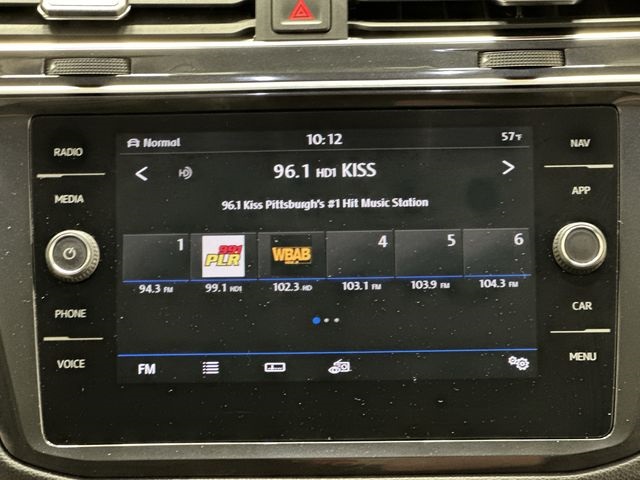 RADIO
MEDIA
PHONE
VOICE
NAV
APP
CAR
MENU
Normal 10:12 57°F
96.1 HD1 KISS
96.1 Kiss Pittsburgh's #1 Hit Music Station
1 99.1 PLR WBAB 4 5 6
94.3 FM 99.1 HD1 102.3 HD 103.1 FM 103.9 FM 104.3 FM
FM